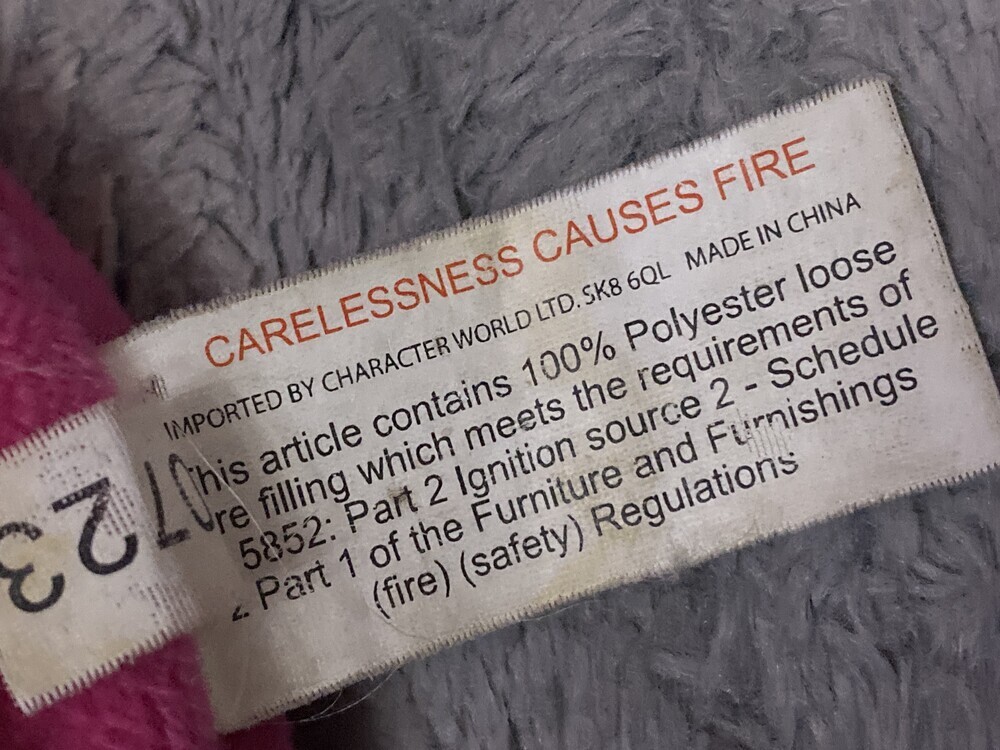 CARELESSNESS CAUSES FIRE
IMPORTED BY CHARACTER WORLD LTD. SK8 6QL MADE IN CHINA
his article contains 100% Polyester loose
re filling which meets the requirements of
5852: Part 2 Ignition source 2 - Schedule
Part 1 of the Furniture and Furnishings
(fire) (safety) Regulations
23